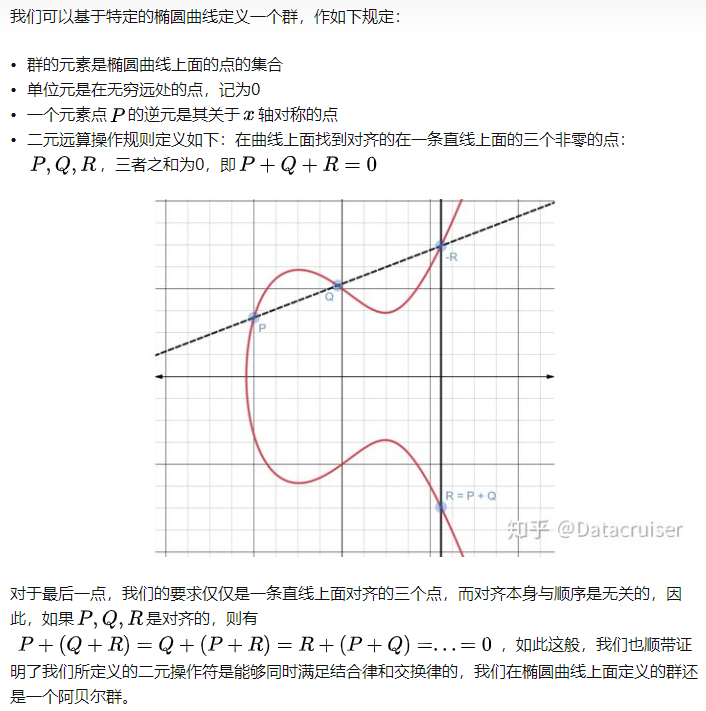 我们可以基于特定的椭圆曲线定义一个群，作如下规定：
• 群的元素是椭圆曲线上面的点的集合
• 单位元是在无穷远处的点，记为0
• 一个元素点 P 的逆元是其关于 x 轴对称的点
• 二元远算操作规则定义如下：在曲线上面找到对齐的在一条直线上面的三个非零的点：
P, Q, R，三者之和为0，即 P + Q + R = 0
-R
Q
P
R = P + Q
知乎 @Datacruiser
对于最后一点，我们的要求仅仅是一条直线上面对齐的三个点，而对齐本身与顺序是无关的，因
此，如果 P, Q, R 是对齐的，则有
P + (Q + R) = Q + (P + R) = R + (P + Q) =... = 0 ，如此这般，我们也顺带证
明了我们所定义的二元操作符是能够同时满足结合律和交换律的，我们在椭圆曲线上面定义的群还
是一个阿贝尔群。